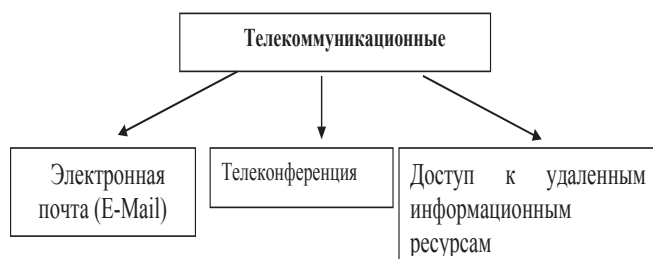 Телекоммуникационные
Электронная
почта (E-Mail)
Телеконференция
Доступ к удаленным
информационным
ресурсам